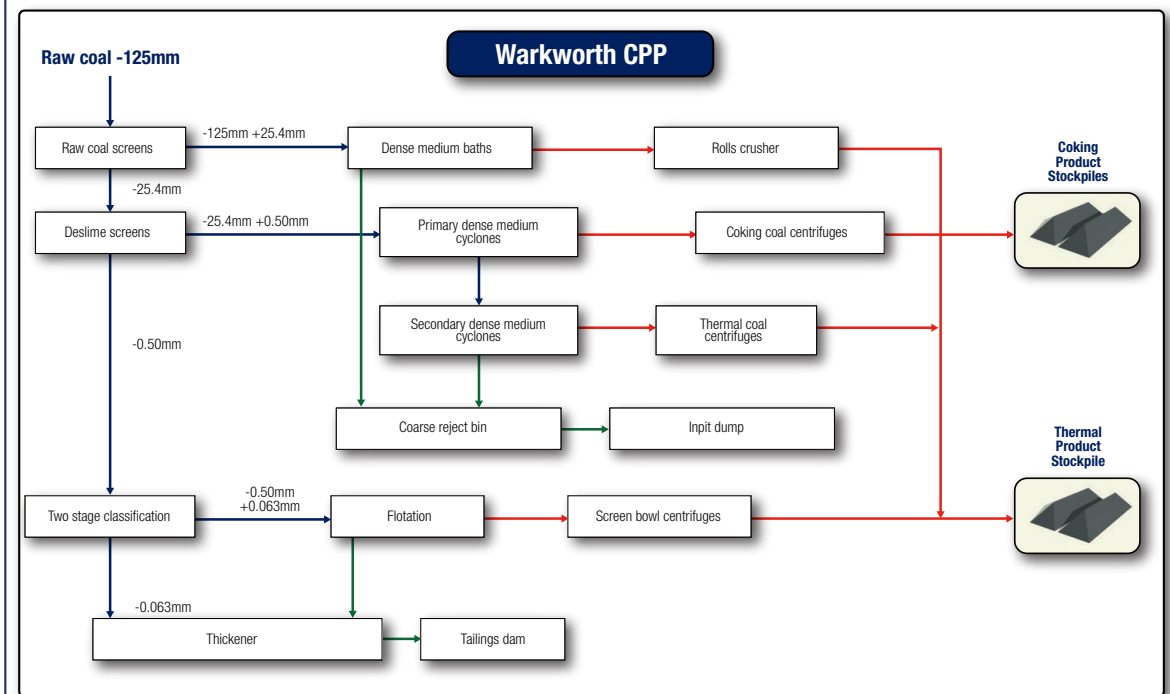 Warkworth CPP
Raw coal -125mm
Raw coal screens
-125mm +25.4mm
Dense medium baths
Rolls crusher
Coking
Product
Stockpiles
-25.4mm
Deslime screens
-25.4mm +0.50mm
Primary dense medium
cyclones
Coking coal centrifuges
Secondary dense medium
cyclones
Thermal coal
centrifuges
-0.50mm
Coarse reject bin
Inpit dump
Thermal
Product
Stockpile
Two stage classification
-0.50mm
+0.063mm
Flotation
Screen bowl centrifuges
-0.063mm
Thickener
Tailings dam